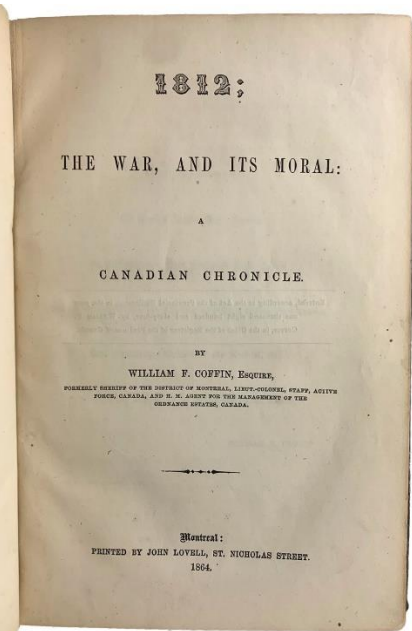 1812;
THE WAR, AND ITS MORAL:
A
CANADIAN CHRONICLE.
BY
WILLIAM F. COFFIN, ESQUIRE,
FORMERLY SHERIFF OF THE DISTRICT OF MONTREAL, LIEUT.-COLONEL, STAFF, ACTIVE
FORCE, CANADA, AND H. M. AGENT FOR THE MANAGEMENT OF THE
ORDNANCE ESTATES, CANADA.
Montreal:
PRINTED BY JOHN LOVELL, ST. NICHOLAS STREET.
1864.